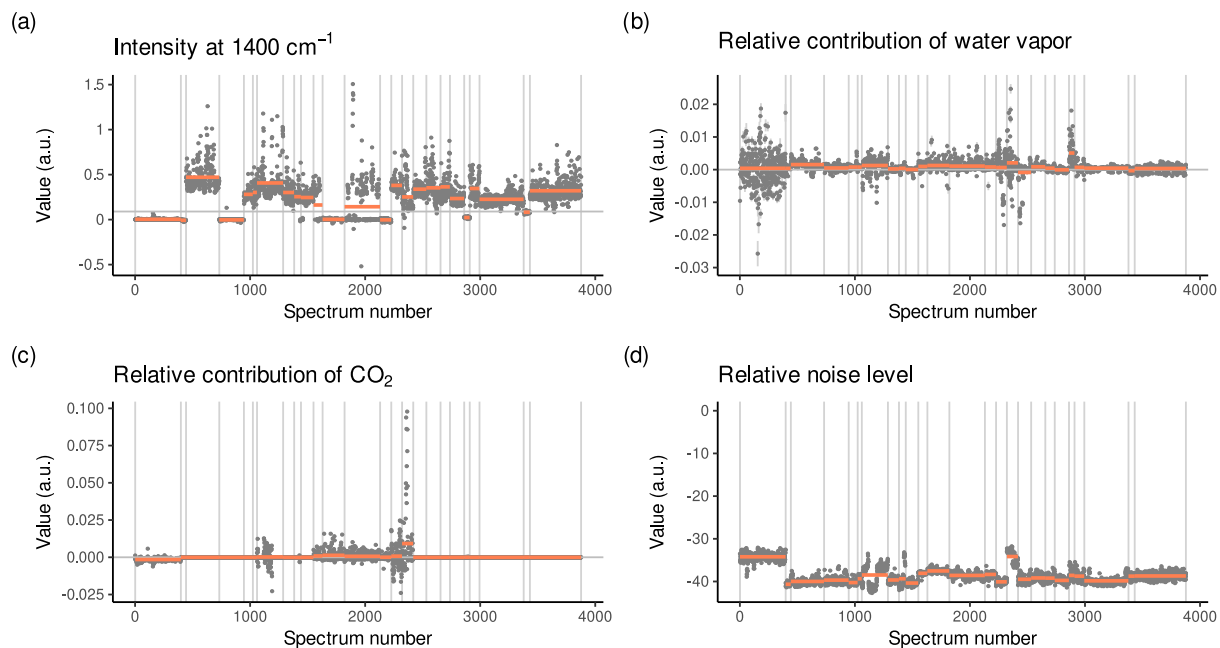 (a)
Intensity at 1400 cm⁻¹
Value (a.u.)
1.5
1
0.5
0.0
-0.5
0 1000 2000 3000 4000
Spectrum number
(b)
Relative contribution of water vapor
Value (a.u.)
0.02
0.01
0.00
-0.01
-0.02
-0.03
0 1000 2000 3000 4000
Spectrum number
(c)
Relative contribution of CO₂
Value (a.u.)
0.100
0.075
0.050
0.025
0.000
-0.025
0 1000 2000 3000 4000
Spectrum number
(d)
Relative noise level
Value (a.u.)
0
-10
-20
-30
-40
0 1000 2000 3000 4000
Spectrum number